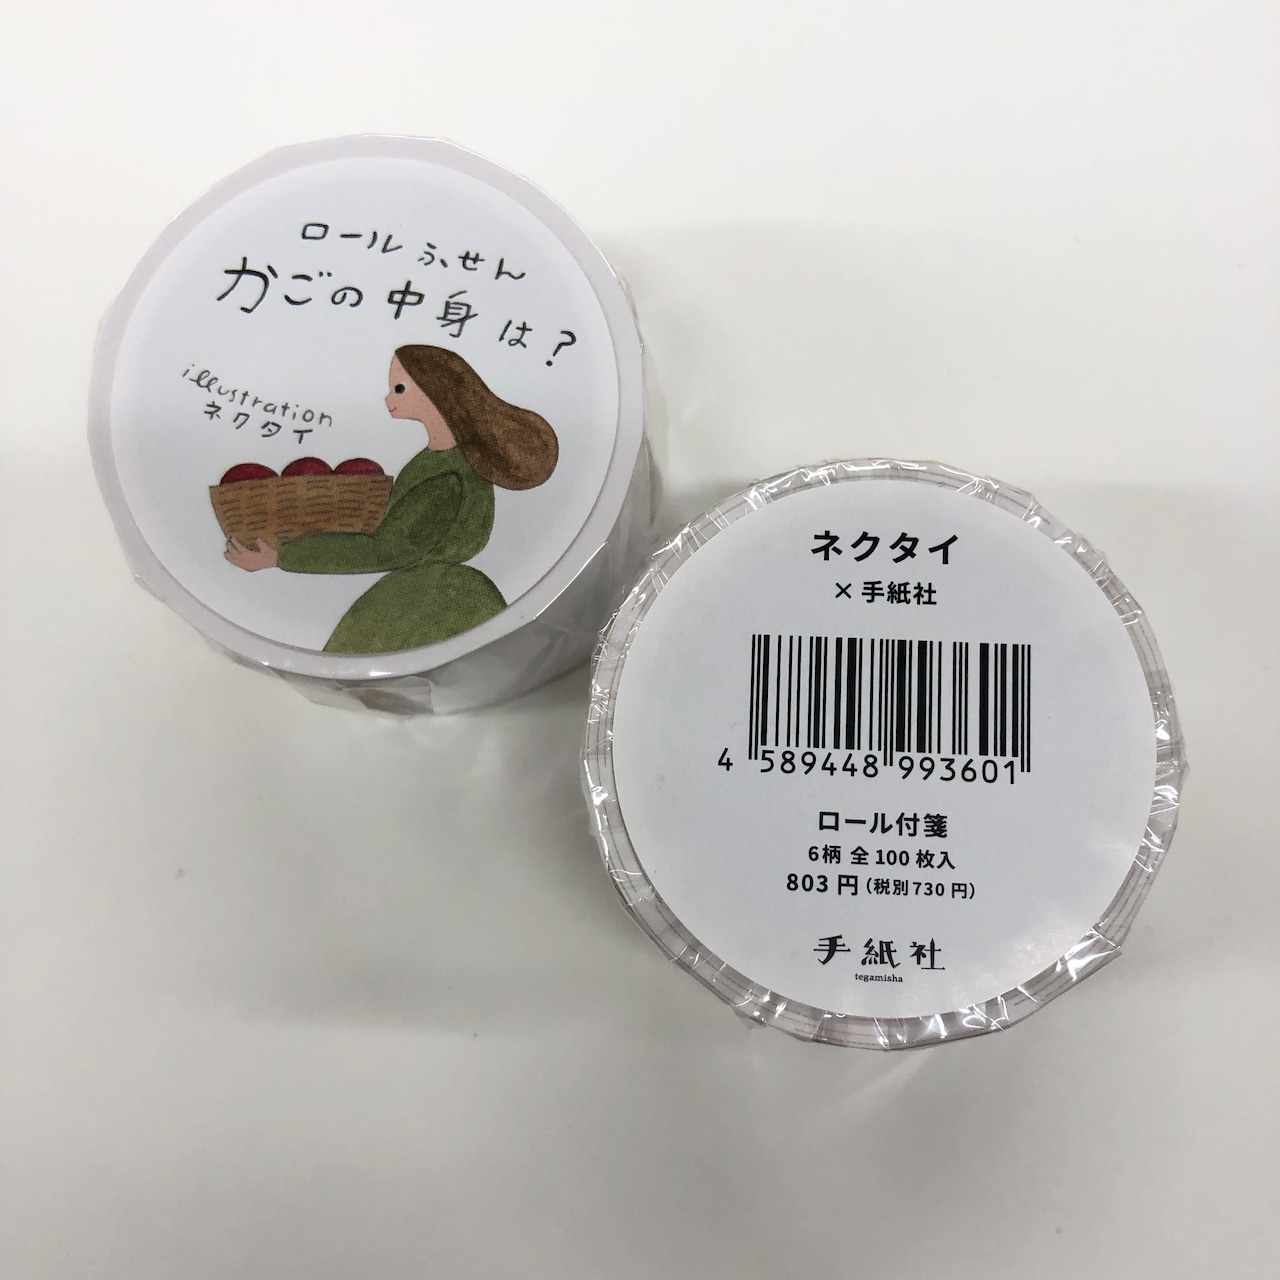 ロールふせん
かごの中身は?
illustration
ネクタイ
ネクタイ
×手紙社
4 589448 993601
ロール付箋
6柄 全100枚入
803円(税別730円)
手紙社
tegamisha